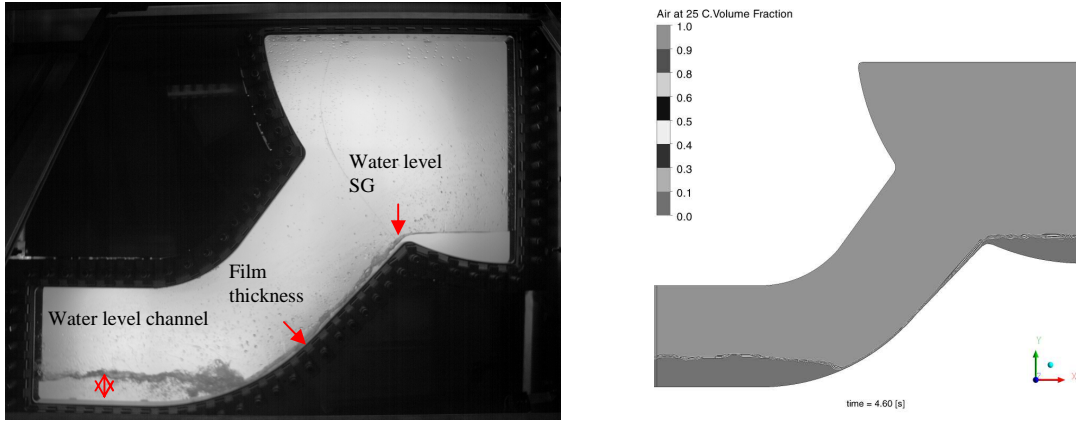 Water level
SG
Film
thickness
Water level channel
Air at 25 C.Volume Fraction
1.0
0.9
0.8
0.6
0.5
0.4
0.3
0.1
0.0
Y
Z
X
time = 4.60 [s]